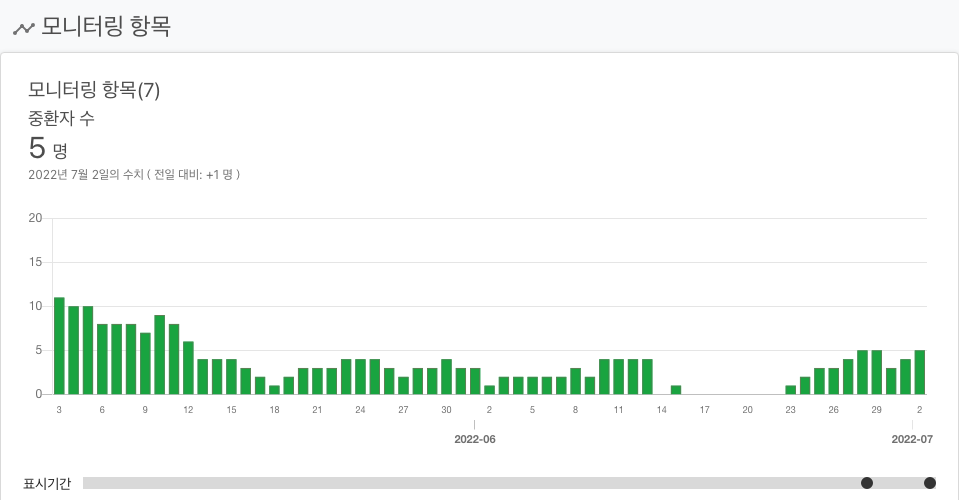 모니터링 항목
모니터링 항목(7)
중환자 수
5 명
2022년 7월 2일의 수치 ( 전일 대비: +1 명 )
20
15
10
5
0
3 6 9 12 15 18 21 24 27 30 2 5 8 11 14 17 20 23 26 29 2
2022-06 2022-07
표시기간